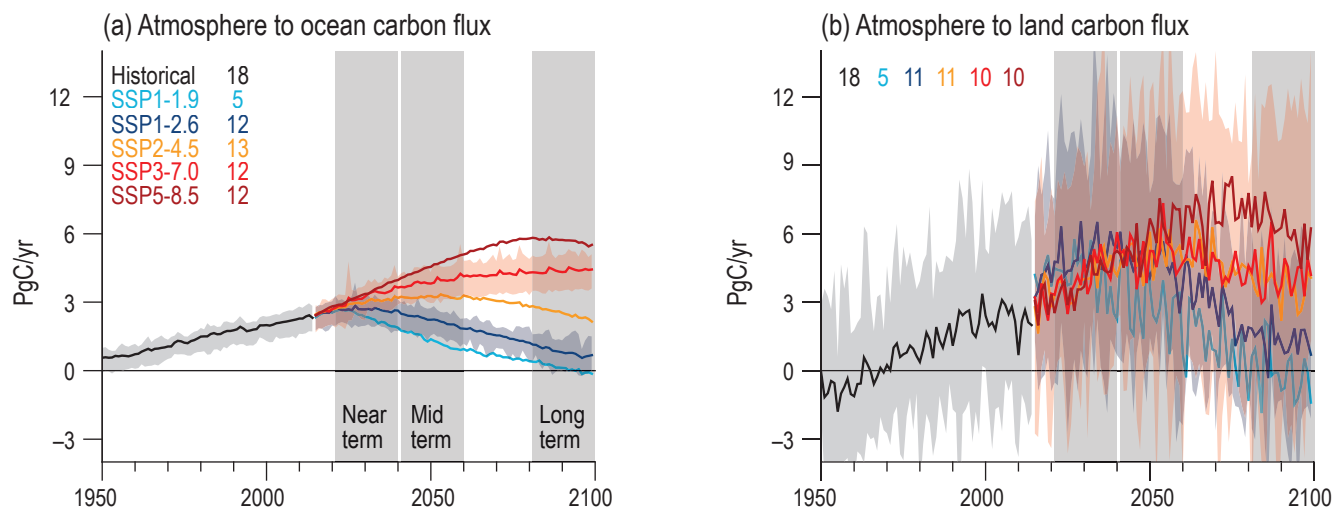 (a) Atmosphere to ocean carbon flux
PgC/yr
12
9
6
3
0
–3
Historical 18
SSP1-1.9 5
SSP1-2.6 12
SSP2-4.5 13
SSP3-7.0 12
SSP5-8.5 12
Near term
Mid term
Long term
1950 2000 2050 2100
(b) Atmosphere to land carbon flux
PgC/yr
12
9
6
3
0
–3
18 5 11 11 10 10
1950 2000 2050 2100